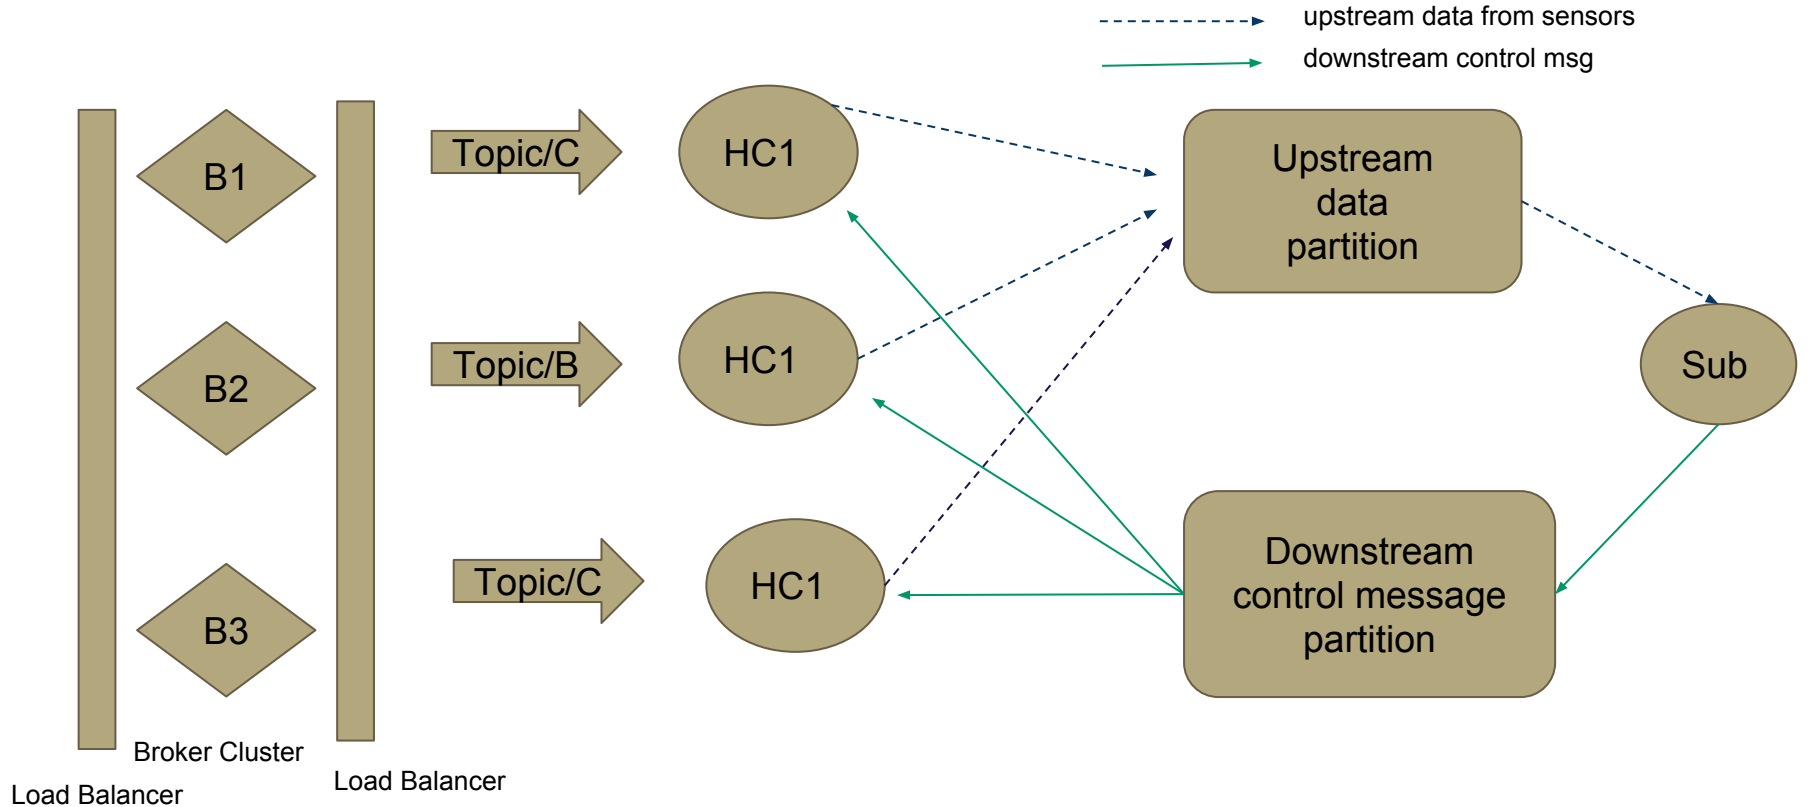 upstream data from sensors
downstream control msg
B1
Topic/C
HC1
Upstream
data
partition
B2
Topic/B
HC1
Sub
B3
Topic/C
HC1
Downstream
control message
partition
Broker Cluster
Load Balancer
Load Balancer